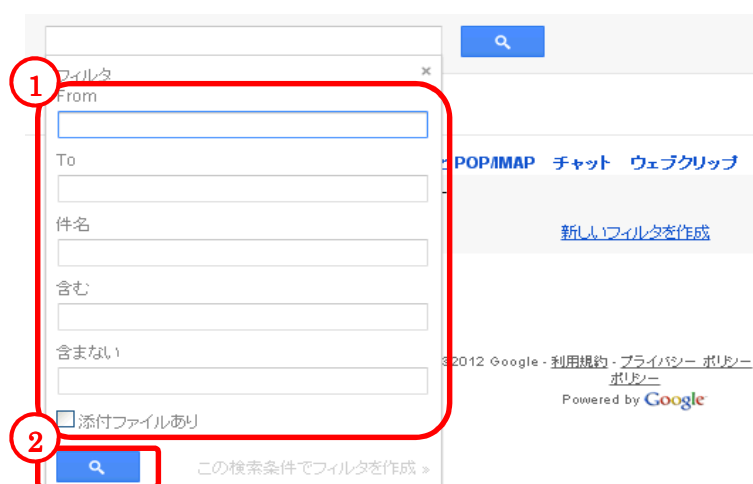 1
フィルタ ×
From
To
POP/IMAP チャット ウェブクリップ
件名
新しいフィルタを作成
含む
含まない
2012 Google - 利用規約 - プライバシー ポリシー
ポリシー
Powered by Google
添付ファイルあり
2
この検索条件でフィルタを作成 »